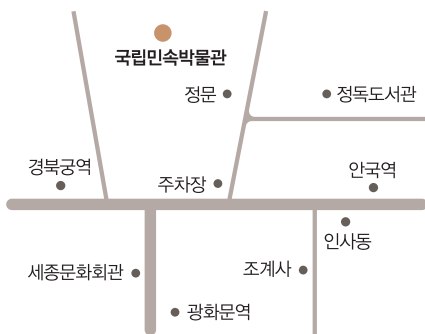 국립민속박물관
정문
정독도서관
경북궁역
주차장
안국역
인사동
세종문화회관
조계사
광화문역